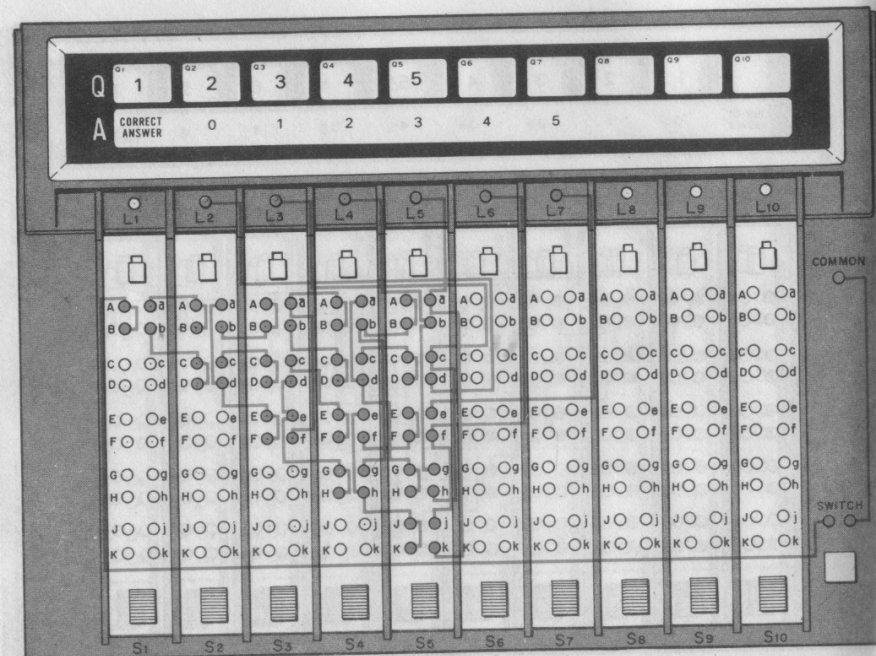 Q1 Q2 Q3 Q4 Q5 Q6 Q7 Q8 Q9 Q10
Q 1 2 3 4 5
A CORRECT ANSWER 0 1 2 3 4 5
L1 L2 L3 L4 L5 L6 L7 L8 L9 L10
COMMON
A a A a A a A a A a A a A a A a A a A a
B b B b B b B b B b B b B b B b B b B b
C c C c C c C c C c C c C c C c C c C c
D d D d D d D d D d D d D d D d D d D d
E e E e E e E e E e E e E e E e E e E e
F f F f F f F f F f F f F f F f F f F f
G g G g G g G g G g G g G g G g G g G g
H h H h H h H h H h H h H h H h H h H h
SWITCH
J j J j J j J j J j J j J j J j J j J j
K k K k K k K k K k K k K k K k K k K k
S1 S2 S3 S4 S5 S6 S7 S8 S9 S10